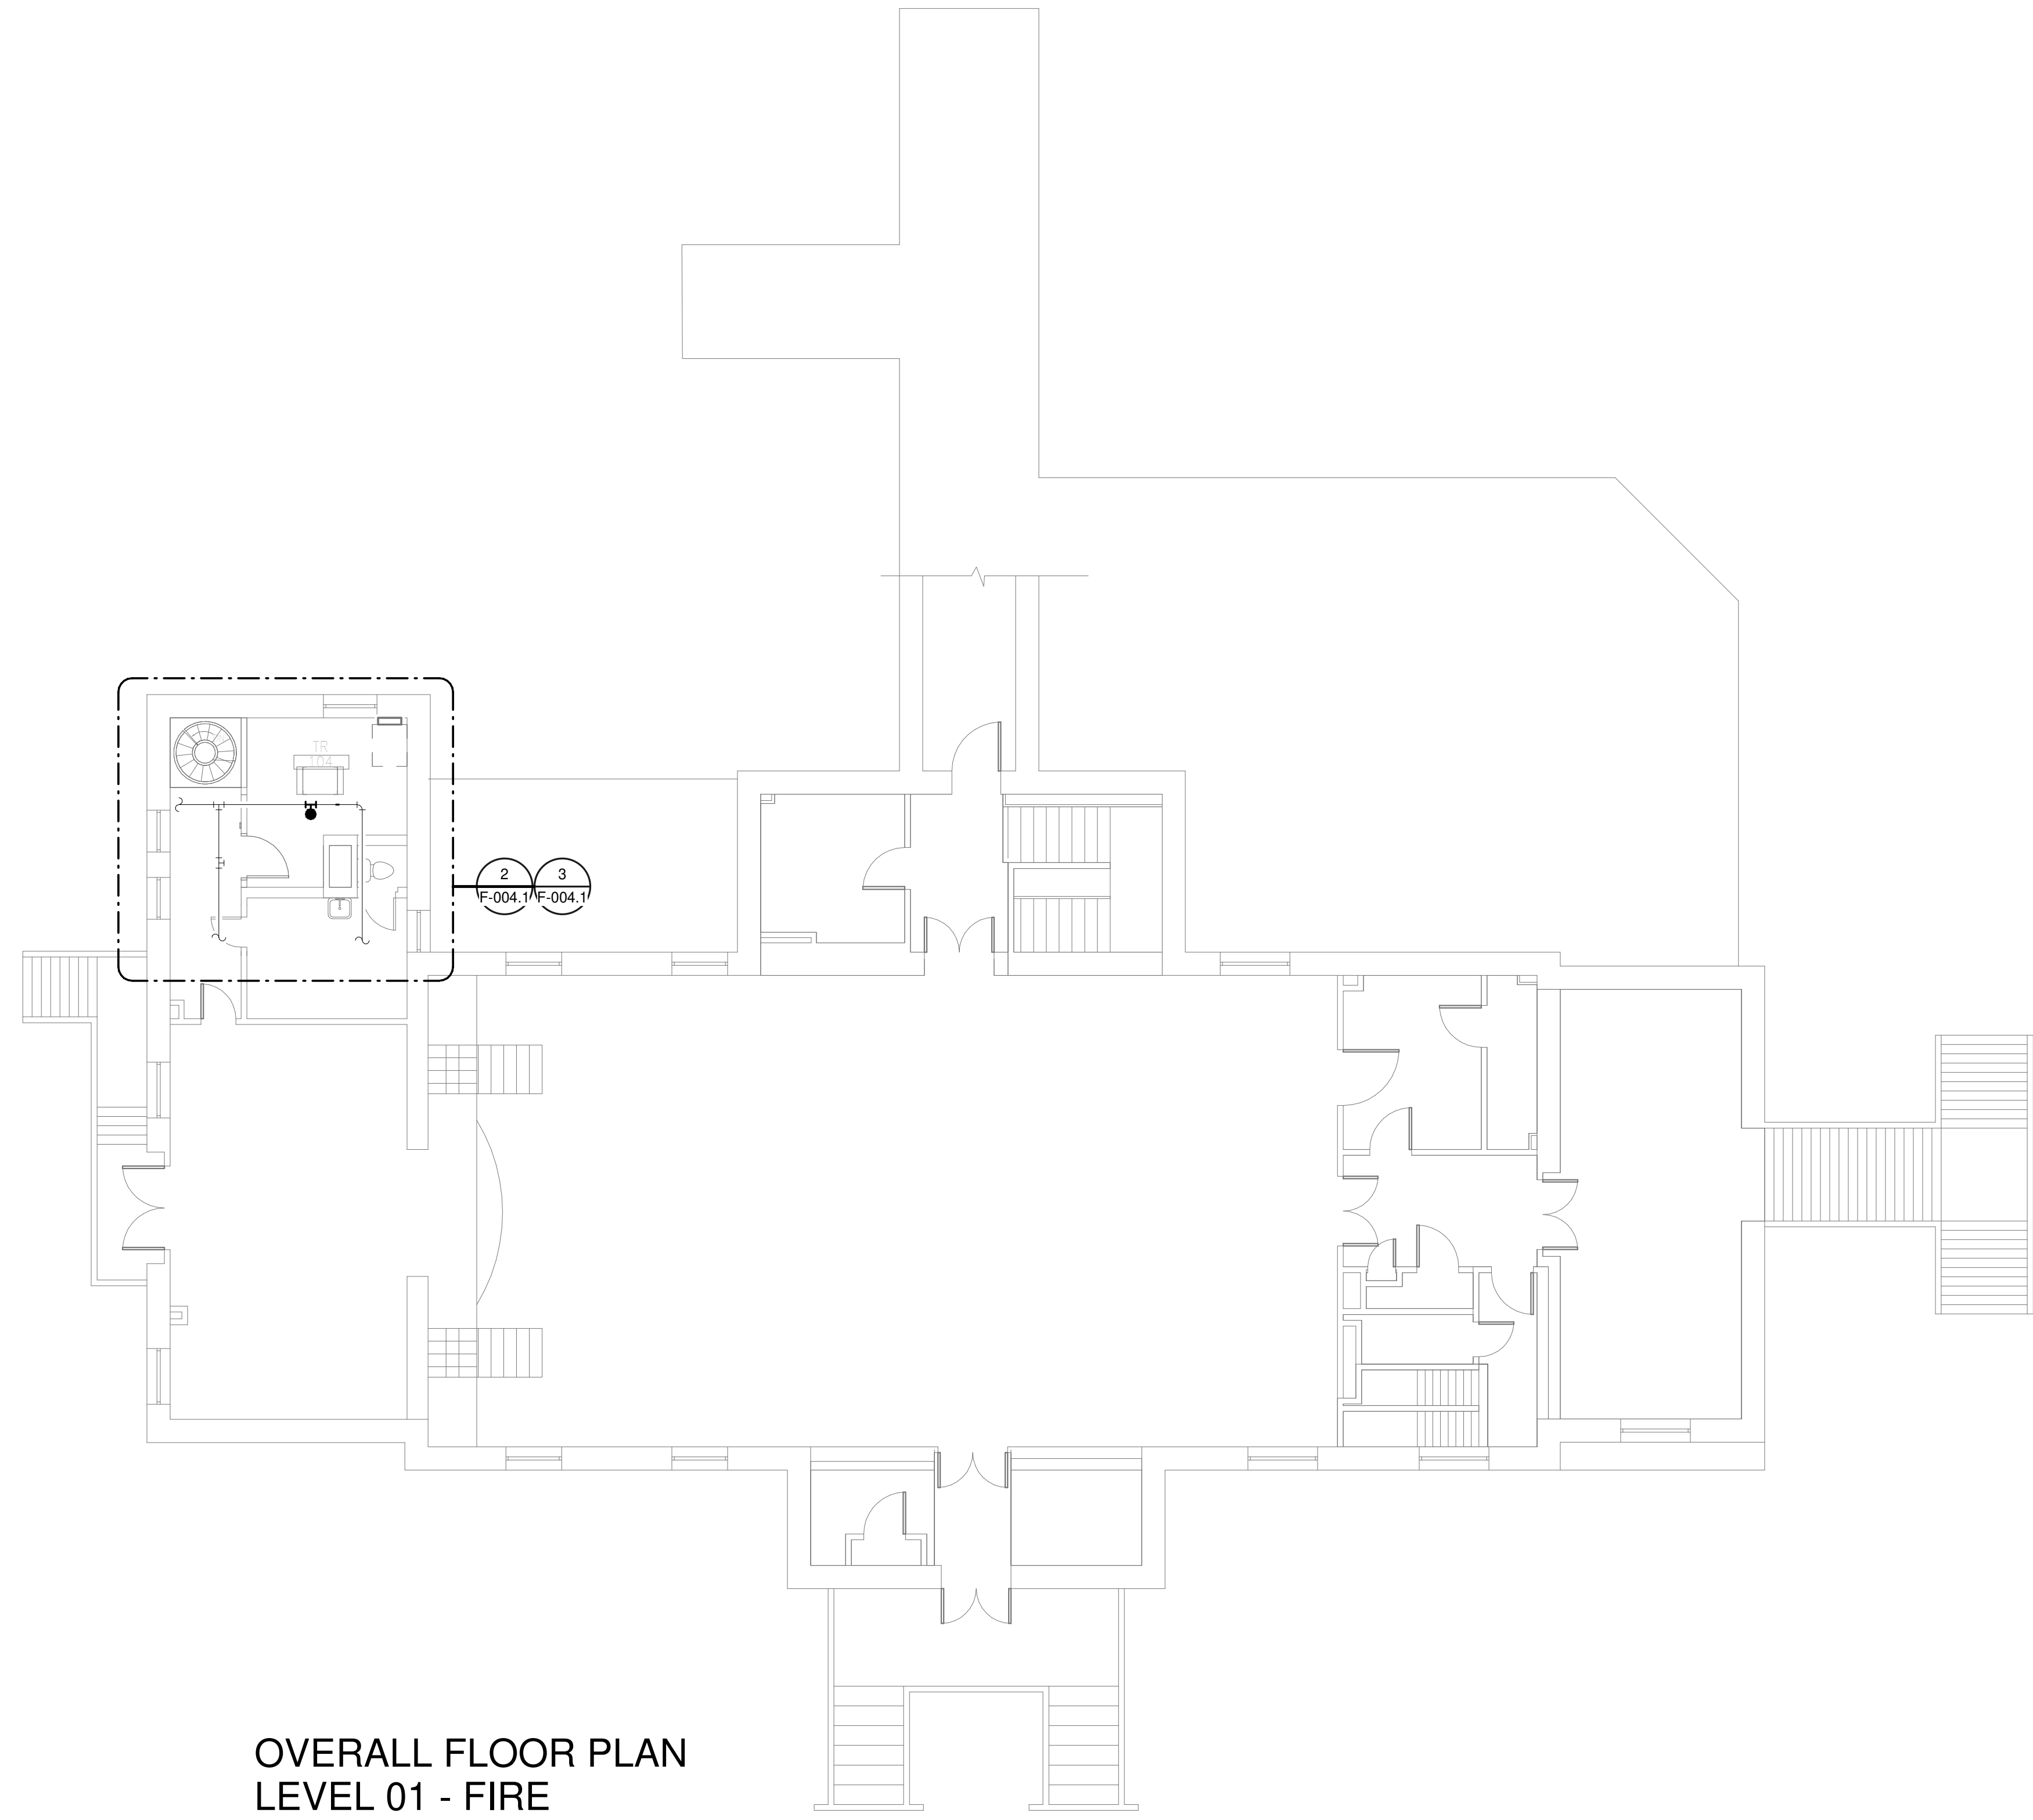 TR
104
2
F-004.1
3
F-004.1
OVERALL FLOOR PLAN
LEVEL 01 - FIRE